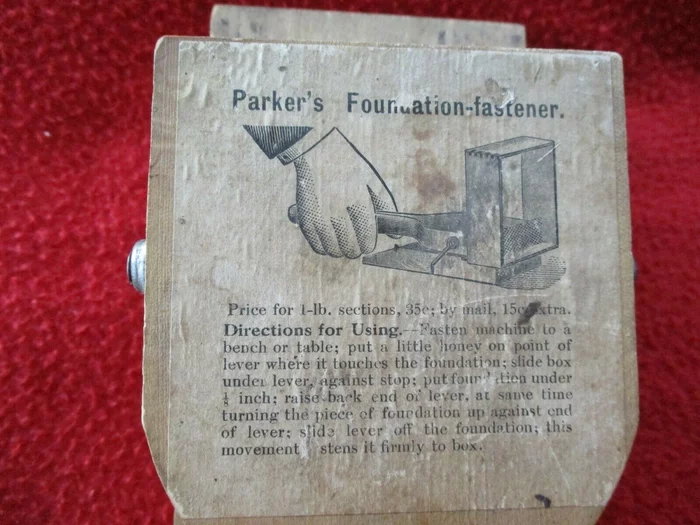 Parker's Foundation-fastener.
Price for 1-lb. sections, 35c; by mail, 15c extra.
Directions for Using.—Fasten machine to a
bench or table; put a little honey on point of
lever where it touches the foundation; slide box
under lever, against stop; put foundation under
⅛ inch; raise back end of lever, at same time
turning the piece of foundation up against end
of lever; slide lever off the foundation; this
movement stens it firmly to box.